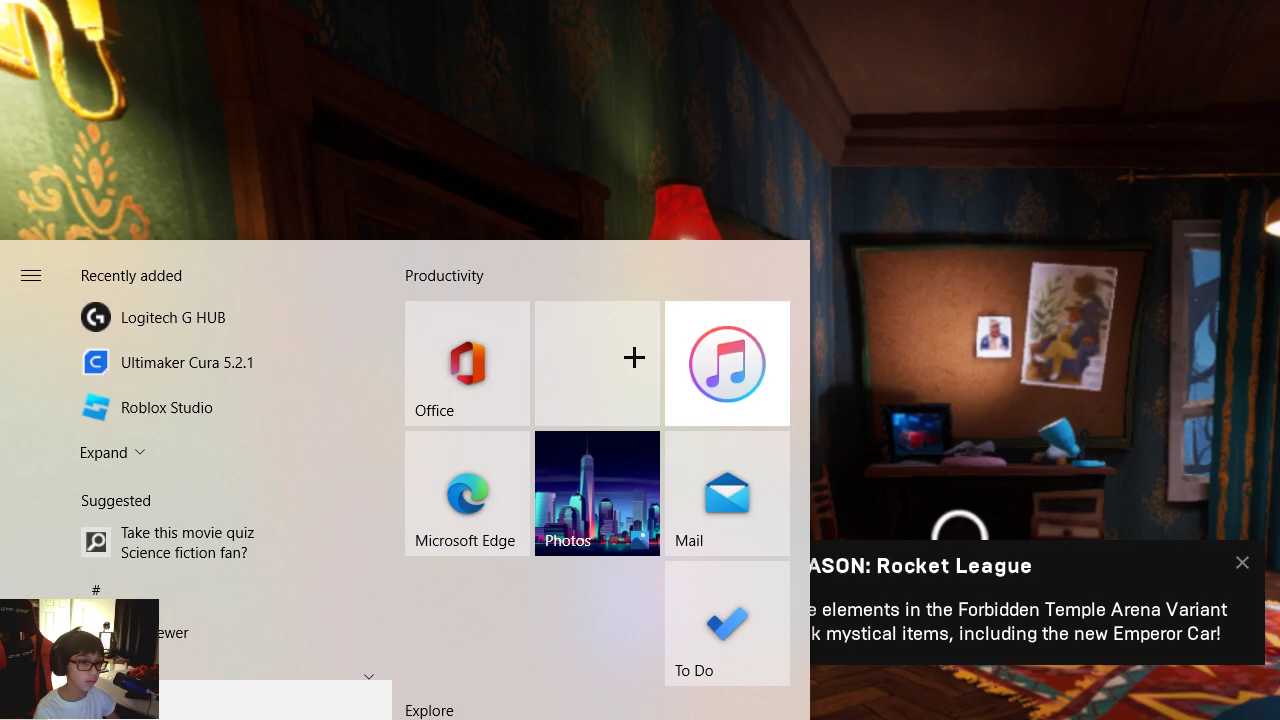 Recently added
Logitech G HUB
Ultimaker Cura 5.2.1
Roblox Studio
Expand
Suggested
Take this movie quiz
Science fiction fan?
#
ewer
Productivity
Office
Microsoft Edge
Photos
Mail
To Do
Explore
ASON: Rocket League
e elements in the Forbidden Temple Arena Variant
k mystical items, including the new Emperor Car!